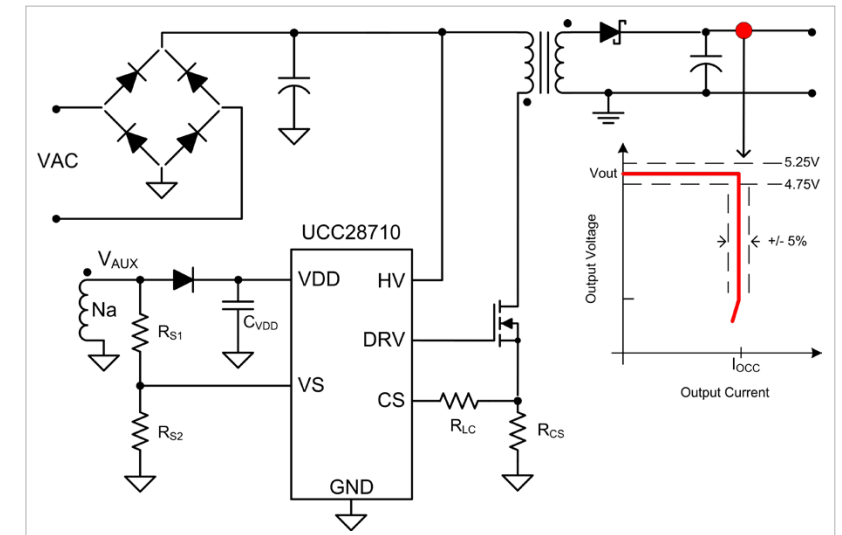 VAC
UCC28710
VDD
HV
DRV
VS
CS
GND
VAUX
Na
RS1
CVDD
RS2
RLC
RCS
5.25V
Vout
4.75V
+/- 5%
Output Voltage
IOCC
Output Current